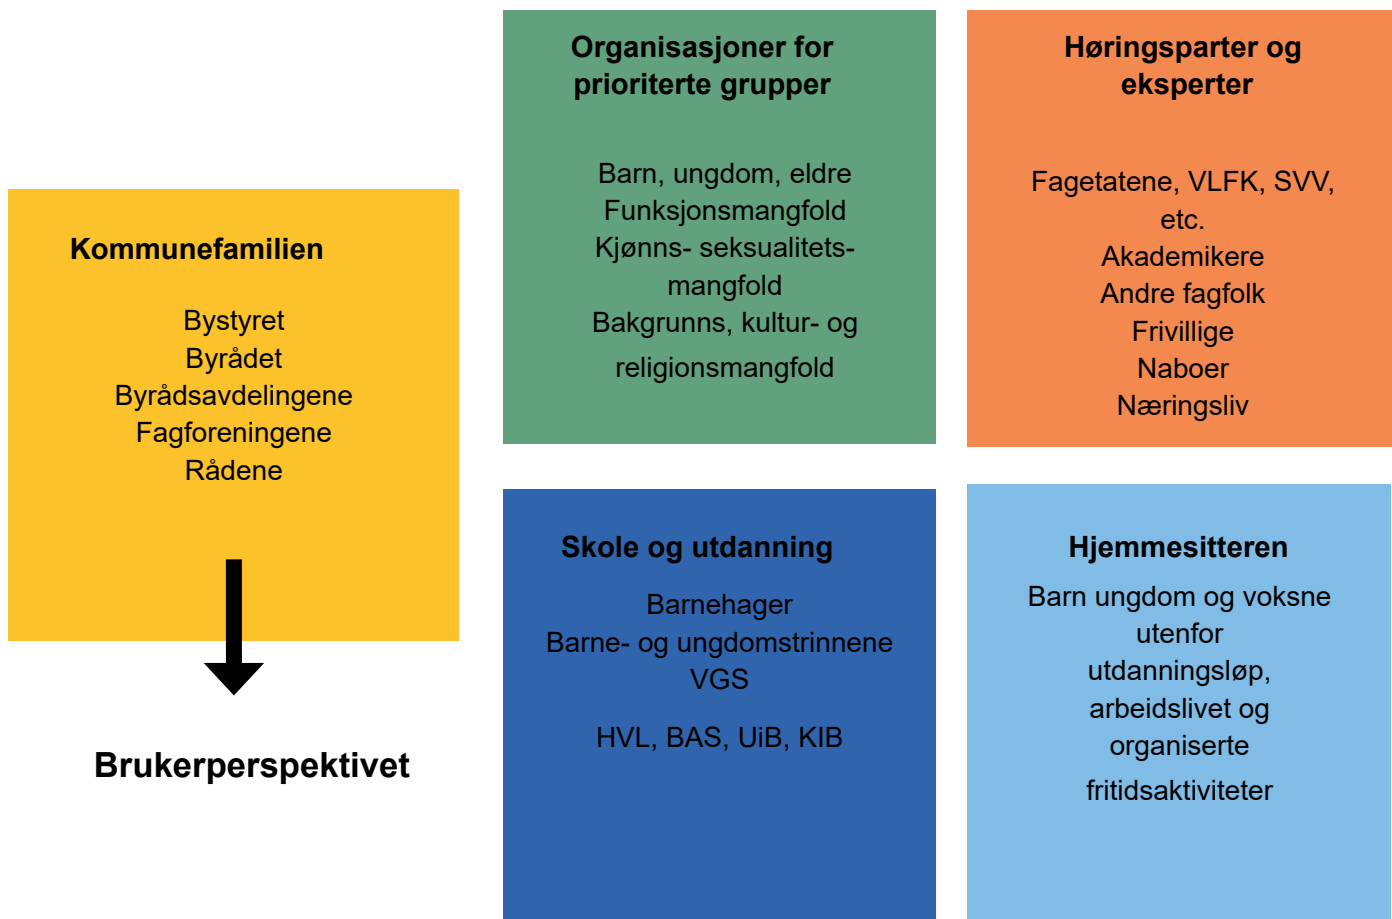 Kommunefamilien
Bystyret
Byrådet
Byrådsavdelingene
Fagforeningene
Rådene
Brukerperspektivet
Organisasjoner for
prioriterte grupper
Barn, ungdom, eldre
Funksjonsmangfold
Kjønns- seksualitets-
mangfold
Bakgrunns, kultur- og
religionsmangfold
Høringsparter og
eksperter
Fagetatene, VLFK, SVV,
etc.
Akademikere
Andre fagfolk
Frivillige
Naboer
Næringsliv
Skole og utdanning
Barnehager
Barne- og ungdomstrinnene
VGS
HVL, BAS, UiB, KIB
Hjemmesitteren
Barn ungdom og voksne
utenfor
utdanningsløp,
arbeidslivet og
organiserte
fritidsaktiviteter